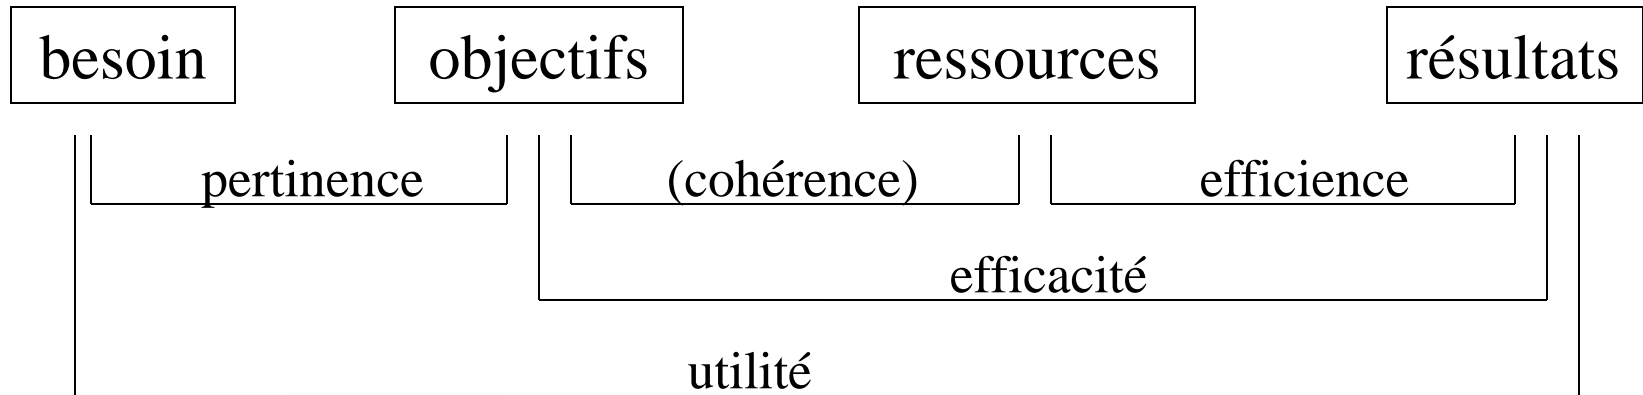 besoin objectifs ressources résultats
pertinence (cohérence) efficience
efficacité
utilité